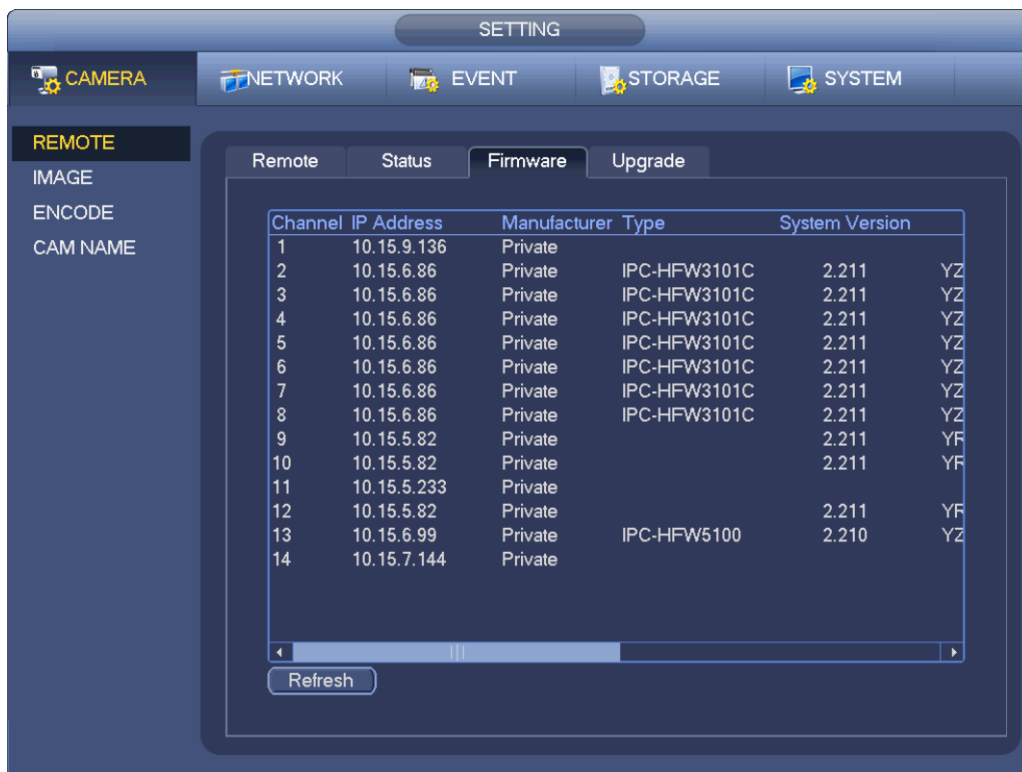 SETTING
CAMERA NETWORK EVENT STORAGE SYSTEM
REMOTE
IMAGE
ENCODE
CAM NAME
Remote Status Firmware Upgrade
Channel IP Address Manufacturer Type System Version
1 10.15.9.136 Private
2 10.15.6.86 Private IPC-HFW3101C 2.211 YZ
3 10.15.6.86 Private IPC-HFW3101C 2.211 YZ
4 10.15.6.86 Private IPC-HFW3101C 2.211 YZ
5 10.15.6.86 Private IPC-HFW3101C 2.211 YZ
6 10.15.6.86 Private IPC-HFW3101C 2.211 YZ
7 10.15.6.86 Private IPC-HFW3101C 2.211 YZ
8 10.15.6.86 Private IPC-HFW3101C 2.211 YZ
9 10.15.5.82 Private 2.211 YR
10 10.15.5.82 Private 2.211 YR
11 10.15.5.233 Private
12 10.15.5.82 Private 2.211 YR
13 10.15.6.99 Private IPC-HFW5100 2.210 YZ
14 10.15.7.144 Private
Refresh